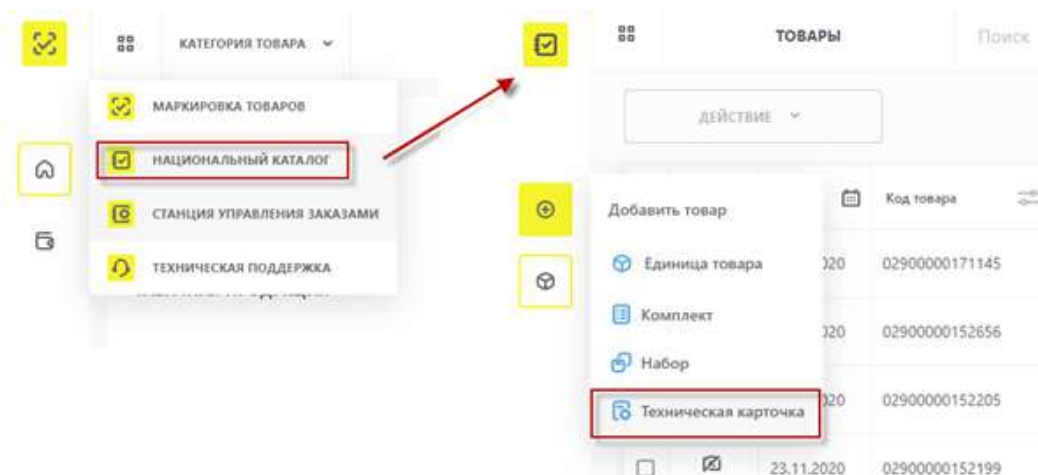 КАТЕГОРИЯ ТОВАРА
МАРКИРОВКА ТОВАРОВ
НАЦИОНАЛЬНЫЙ КАТАЛОГ
СТАНЦИЯ УПРАВЛЕНИЯ ЗАКАЗАМИ
ТЕХНИЧЕСКАЯ ПОДДЕРЖКА
ТОВАРЫ
Поиск
ДЕЙСТВИЕ
Добавить товар
Код товара
Единица товара
020
02900000171145
Комплект
020
02900000152656
Набор
Техническая карточка
020
02900000152205
23.11.2020
02900000152199